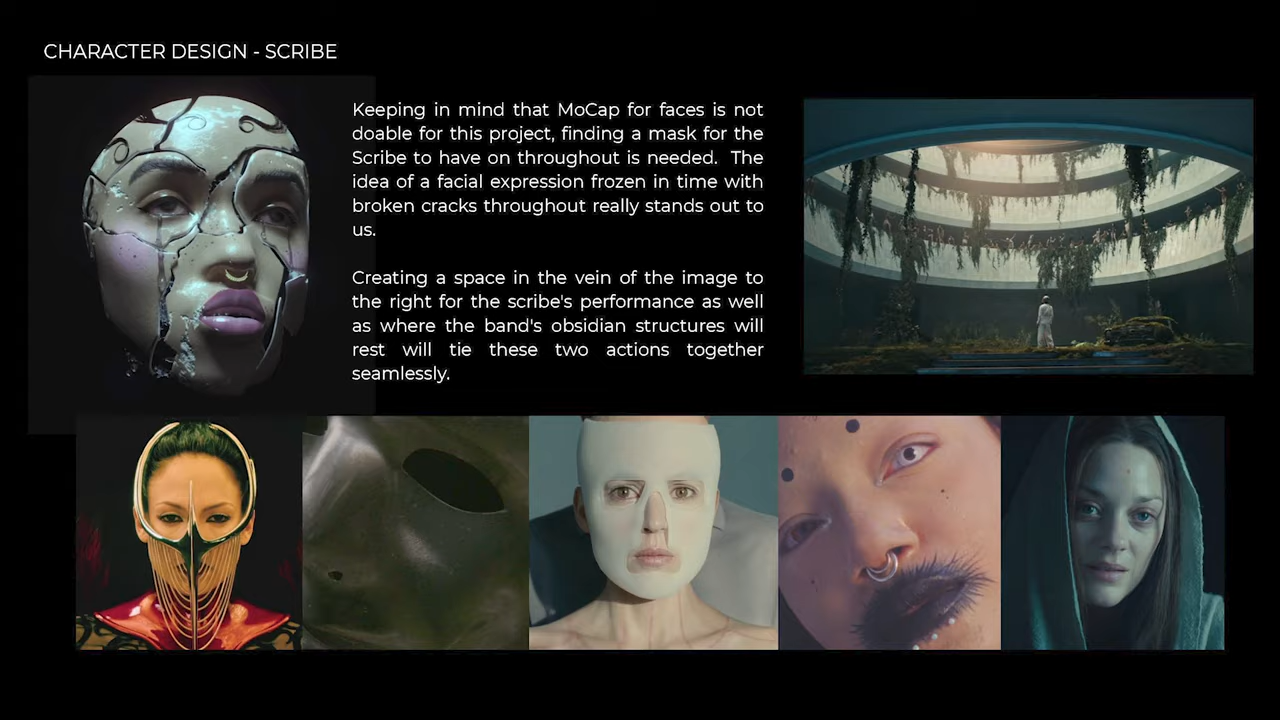 CHARACTER DESIGN - SCRIBE
Keeping in mind that MoCap for faces is not
doable for this project, finding a mask for the
Scribe to have on throughout is needed. The
idea of a facial expression frozen in time with
broken cracks throughout really stands out to
us.
Creating a space in the vein of the image to
the right for the scribe's performance as well
as where the band's obsidian structures will
rest will tie these two actions together
seamlessly.